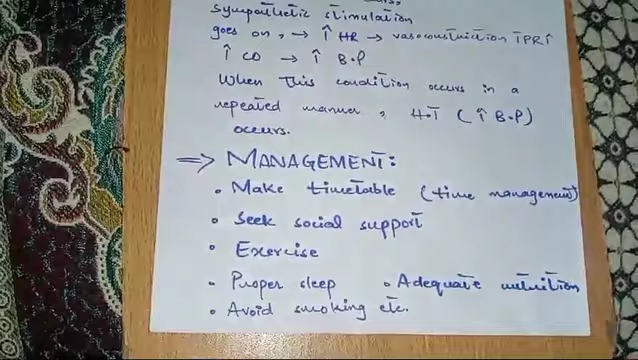 sympathetic stimulation
goes on, → ↑ HR → vasoconstriction TPR↑
↑ CO → ↑ B.P
When This condition occurs in a
repeated manner, H.T (↑ B.P)
occurs.
⇒ MANAGEMENT:
• Make timetable (time management)
• Seek social support
• Exercise
• Proper sleep • Adequate nutrition
• Avoid smoking etc.